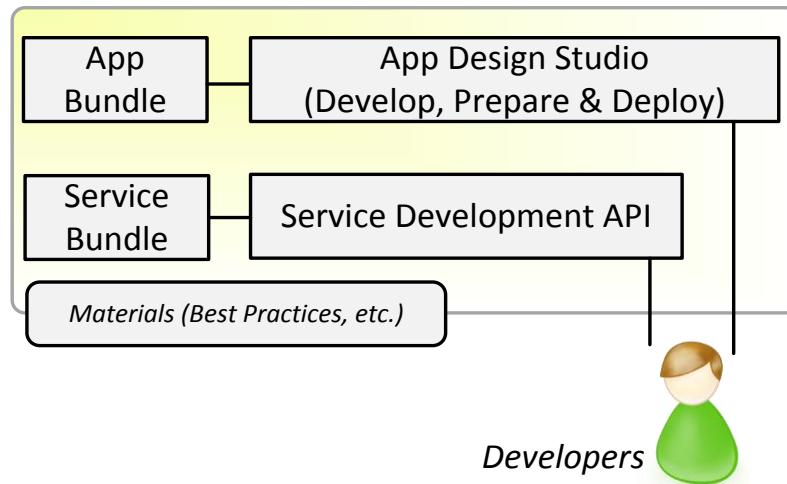 App
Bundle
App Design Studio
(Develop, Prepare & Deploy)
Service
Bundle
Service Development API
Materials (Best Practices, etc.)
Developers